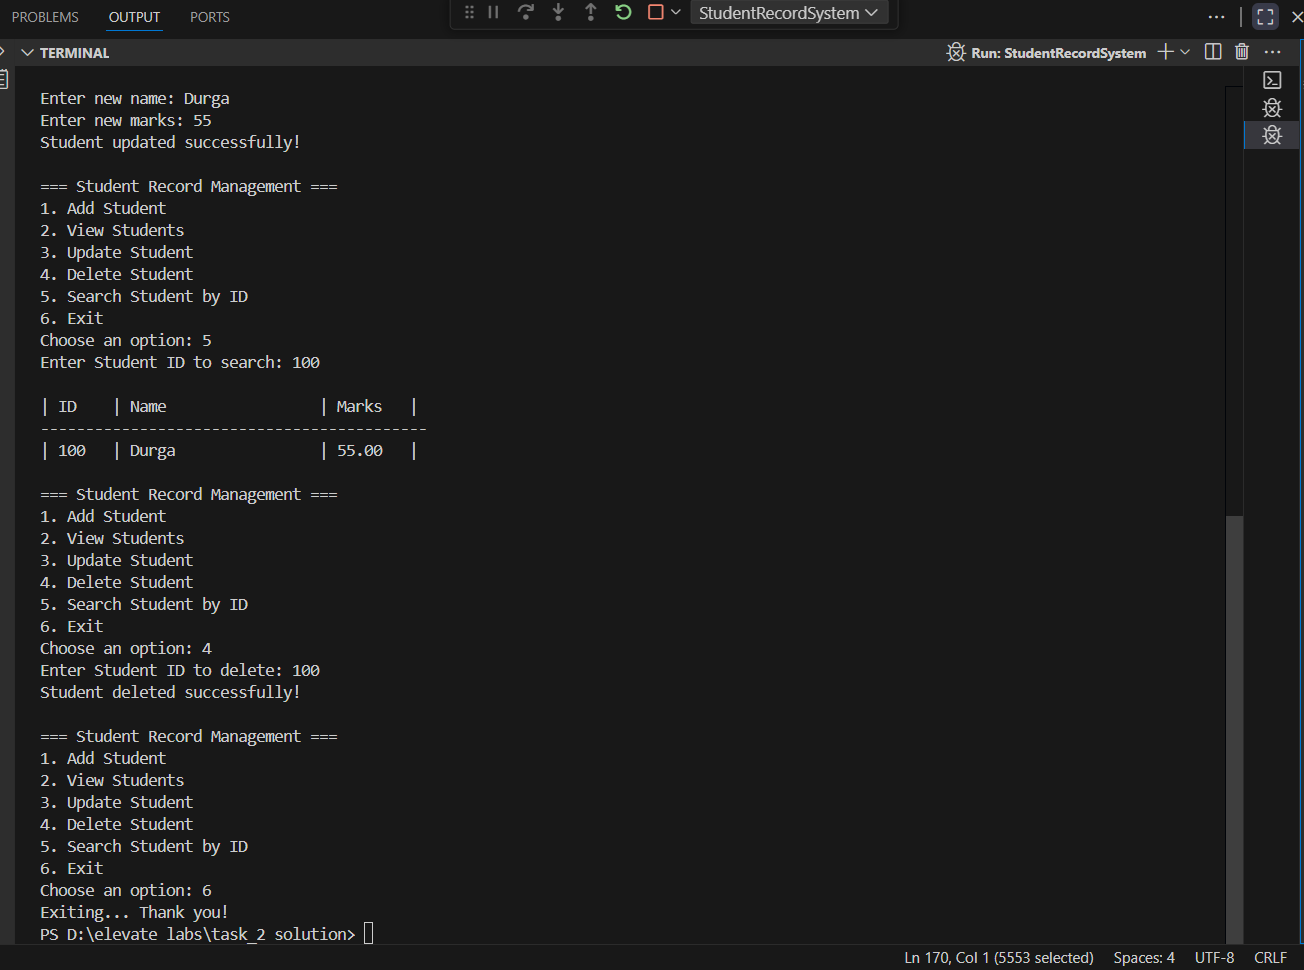 PROBLEMS OUTPUT PORTS StudentRecordSystem
TERMINAL Run: StudentRecordSystem
Enter new name: Durga
Enter new marks: 55
Student updated successfully!
=== Student Record Management ===
1. Add Student
2. View Students
3. Update Student
4. Delete Student
5. Search Student by ID
6. Exit
Choose an option: 5
Enter Student ID to search: 100
| ID | Name | Marks |
-------------------------------------------
| 100 | Durga | 55.00 |
=== Student Record Management ===
1. Add Student
2. View Students
3. Update Student
4. Delete Student
5. Search Student by ID
6. Exit
Choose an option: 4
Enter Student ID to delete: 100
Student deleted successfully!
=== Student Record Management ===
1. Add Student
2. View Students
3. Update Student
4. Delete Student
5. Search Student by ID
6. Exit
Choose an option: 6
Exiting... Thank you!
PS D:\elevate labs\task_2 solution>
Ln 170, Col 1 (5553 selected) Spaces: 4 UTF-8 CRLF